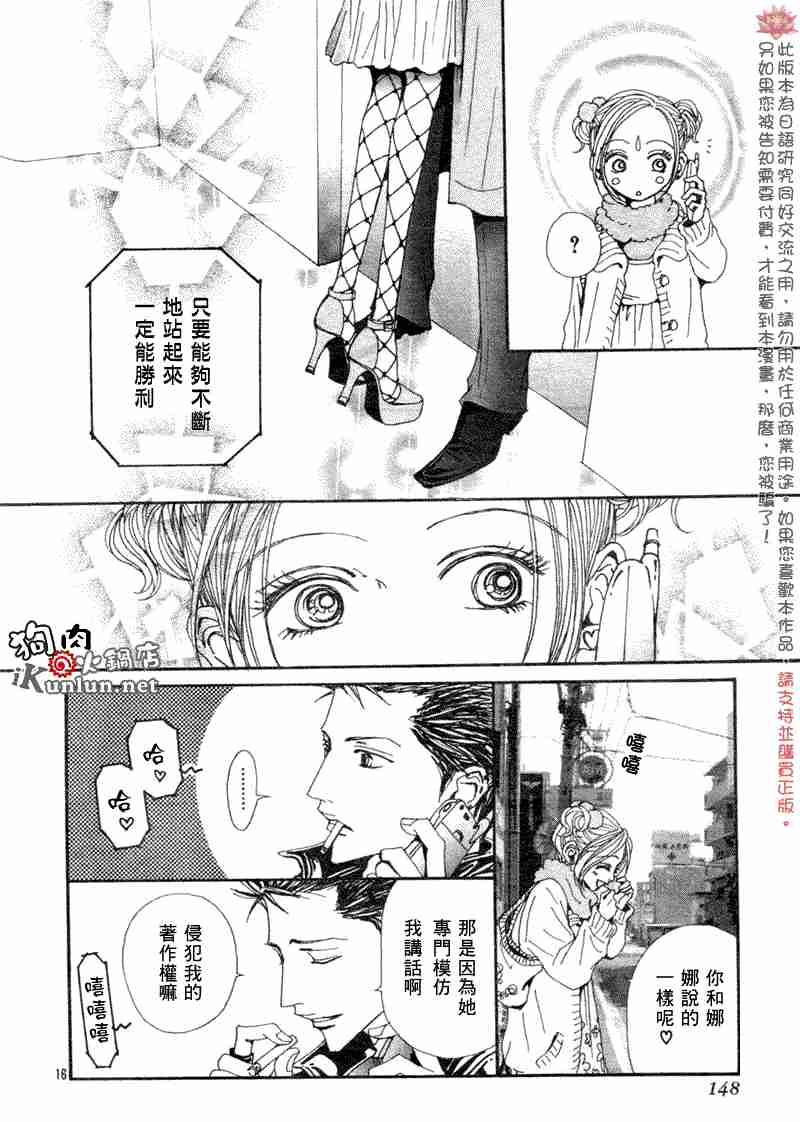 此版本為日語研究同好交流之用，請勿用於任何商業用途。如果您喜歡本作品，請支持並購買正版。
另如果您被告知需要付費，才能看到本漫畫，那麼，您被騙了！
？
只要能夠不斷
地站起來
一定能勝利
狗肉
火鍋店
iKunlun.net
嘻嘻
你和娜
娜說的
一樣呢♡
………
哈♡
哈♡
那是因為她
專門模仿
我講話啊
侵犯我的
著作權嘛
嘻嘻嘻
16
148